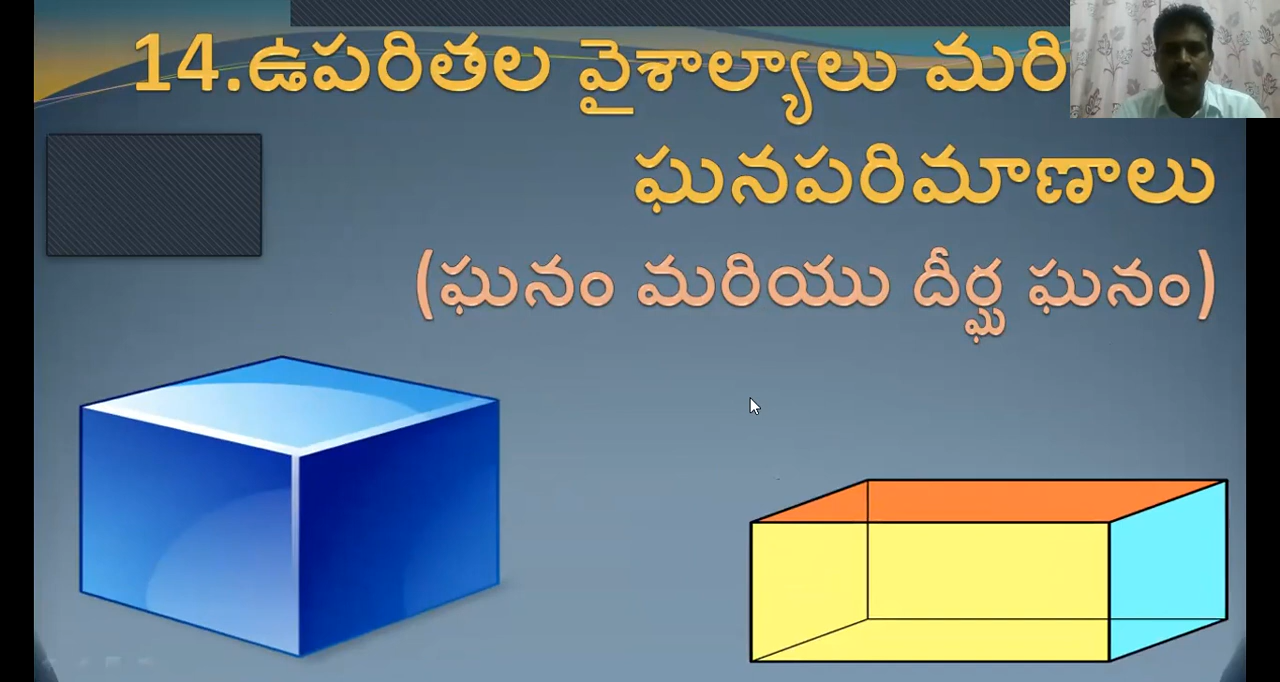 14.ఉపరితల వైశాల్యాలు మరి
ఘనపరిమాణాలు
(ఘనం మరియు దీర్ఘ ఘనం)